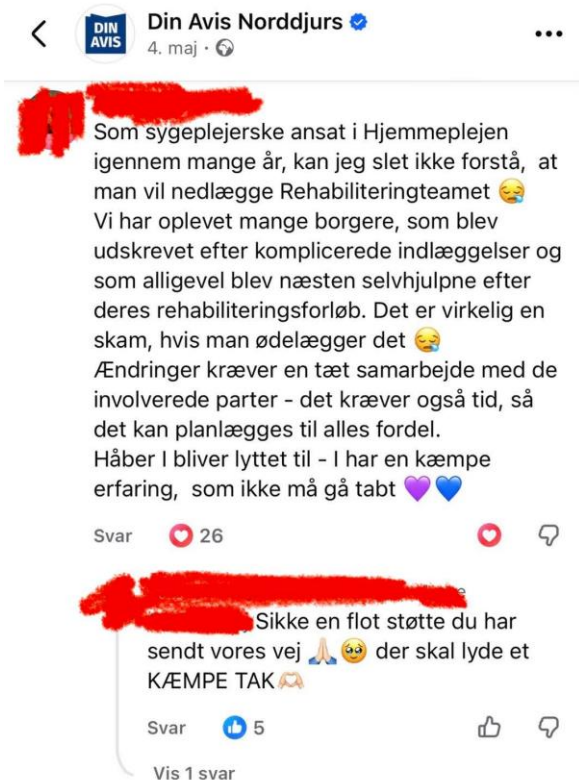 DIN
AVIS
Din Avis Norddjurs
4. maj ·
Som sygeplejerske ansat i Hjemmeplejen
igennem mange år, kan jeg slet ikke forstå, at
man vil nedlægge Rehabiliteringteamet 😪
Vi har oplevet mange borgere, som blev
udskrevet efter komplicerede indlæggelser og
som alligevel blev næsten selvhjulpne efter
deres rehabiliteringsforløb. Det er virkelig en
skam, hvis man ødelægger det 😪
Ændringer kræver en tæt samarbejde med de
involverede parter – det kræver også tid, så
det kan planlægges til alles fordel.
Håber I bliver lyttet til – I har en kæmpe
erfaring, som ikke må gå tabt 💜💙
Svar 26
Sikke en flot støtte du har
sendt vores vej 🙏🏻🥹 der skal lyde et
KÆMPE TAK🫶🏻
Svar 5
Vis 1 svar